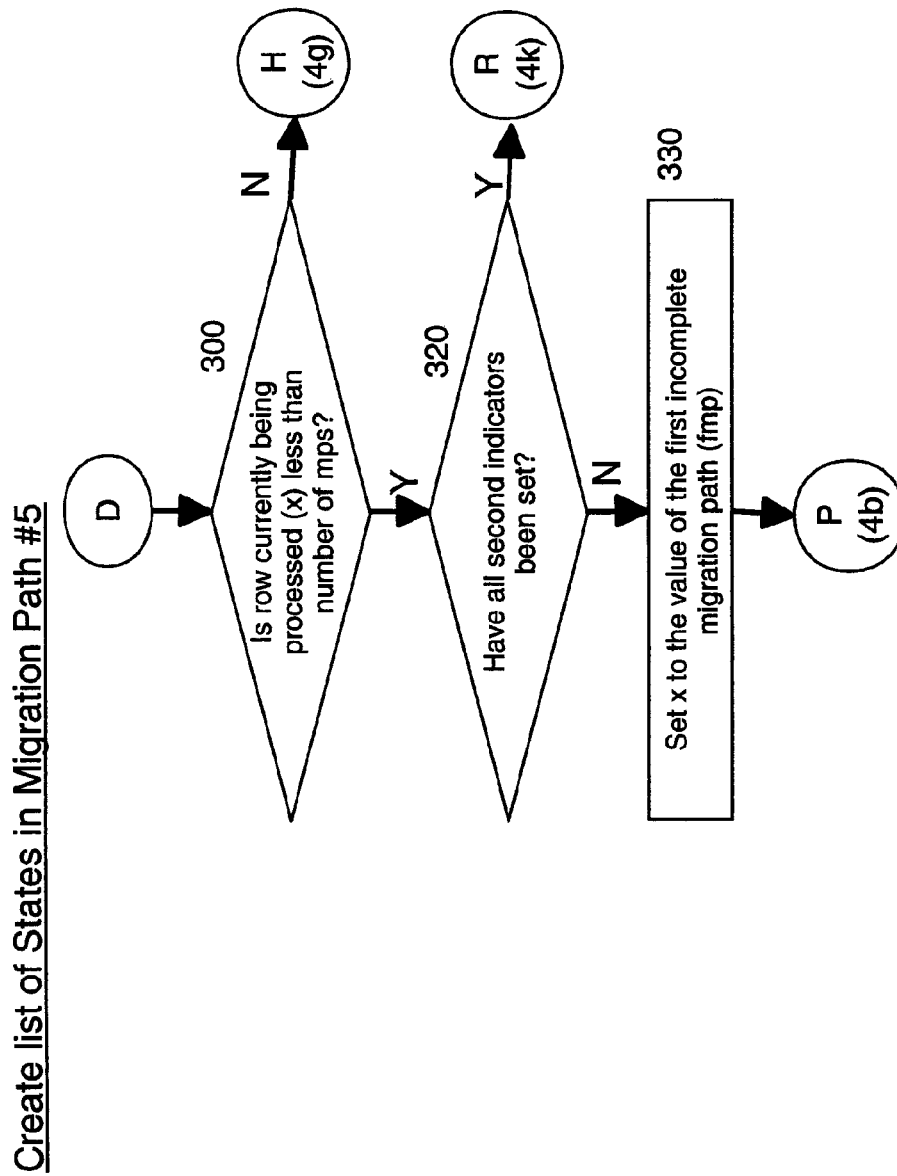 Create list of States in Migration Path #5
D
300
Is row currently being
processed (x) less than
number of mps?
N
H
(4g)
Y
320
Have all second indicators
been set?
Y
R
(4k)
N
330
Set x to the value of the first incomplete
migration path (fmp)
P
(4b)